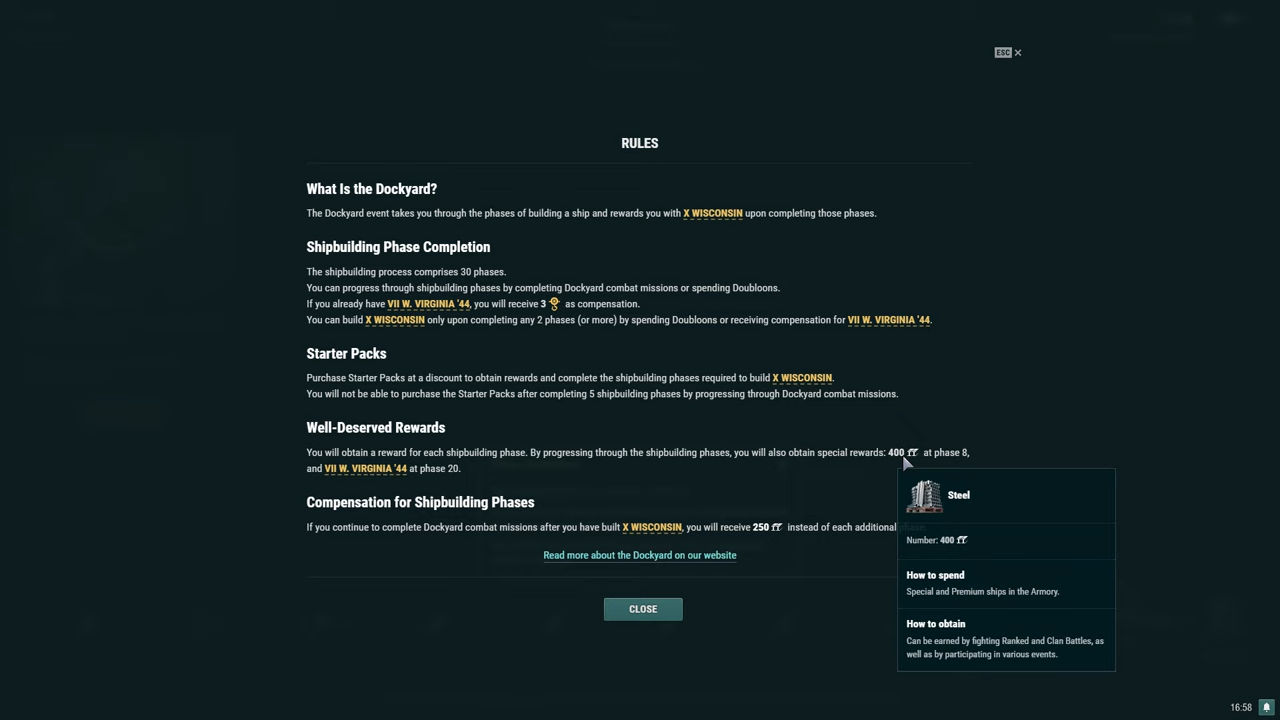 ESC ×
RULES
What Is the Dockyard?
The Dockyard event takes you through the phases of building a ship and rewards you with X WISCONSIN upon completing those phases.
Shipbuilding Phase Completion
The shipbuilding process comprises 30 phases.
You can progress through shipbuilding phases by completing Dockyard combat missions or spending Doubloons.
If you already have VII W. VIRGINIA '44, you will receive 3 as compensation.
You can build X WISCONSIN only upon completing any 2 phases (or more) by spending Doubloons or receiving compensation for VII W. VIRGINIA '44.
Starter Packs
Purchase Starter Packs at a discount to obtain rewards and complete the shipbuilding phases required to build X WISCONSIN.
You will not be able to purchase the Starter Packs after completing 5 shipbuilding phases by progressing through Dockyard combat missions.
Well-Deserved Rewards
You will obtain a reward for each shipbuilding phase. By progressing through the shipbuilding phases, you will also obtain special rewards: 400 at phase 8,
and VII W. VIRGINIA '44 at phase 20.
Steel
Number: 400
How to spend
Special and Premium ships in the Armory.
How to obtain
Can be earned by fighting Ranked and Clan Battles, as
well as by participating in various events.
Compensation for Shipbuilding Phases
If you continue to complete Dockyard combat missions after you have built X WISCONSIN, you will receive 250 instead of each additional phase.
Read more about the Dockyard on our website
CLOSE
16:58